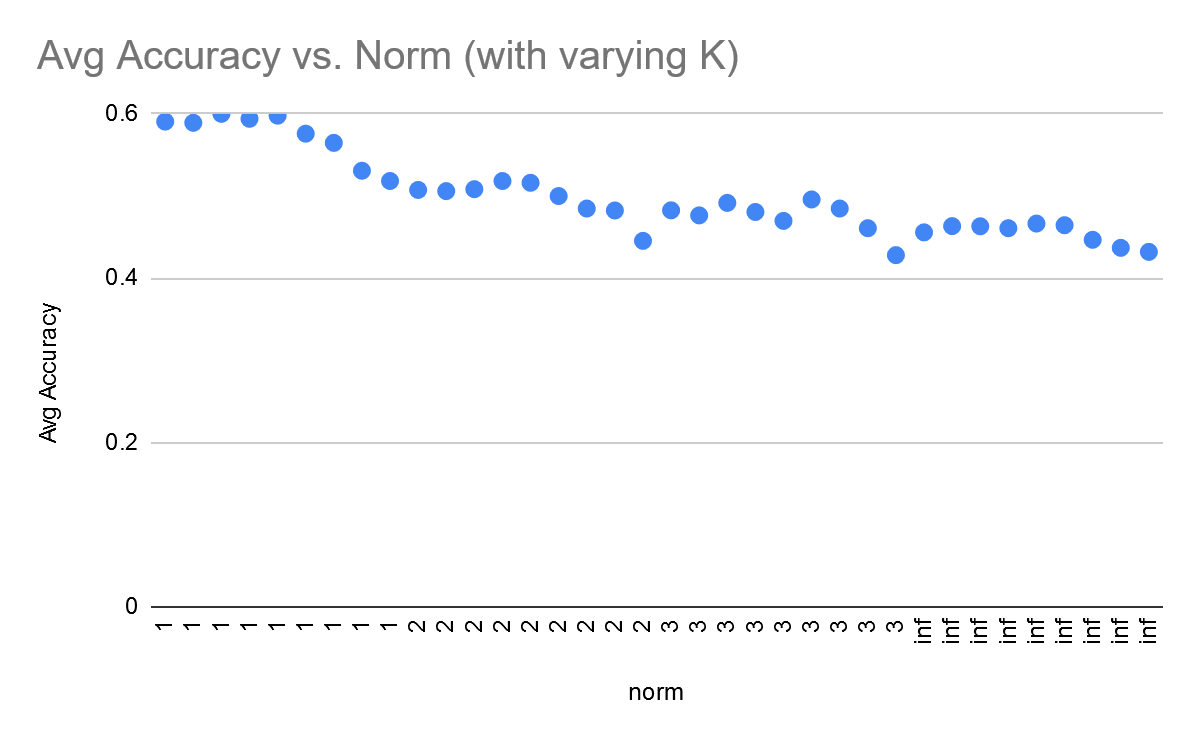 Avg Accuracy vs. Norm (with varying K)
0.6
0.4
0.2
0
Avg Accuracy
1 1 1 1 1 1 1 1 1 2 2 2 2 2 2 2 2 2 3 3 3 3 3 3 3 3 3 inf inf inf inf inf inf inf inf inf
norm